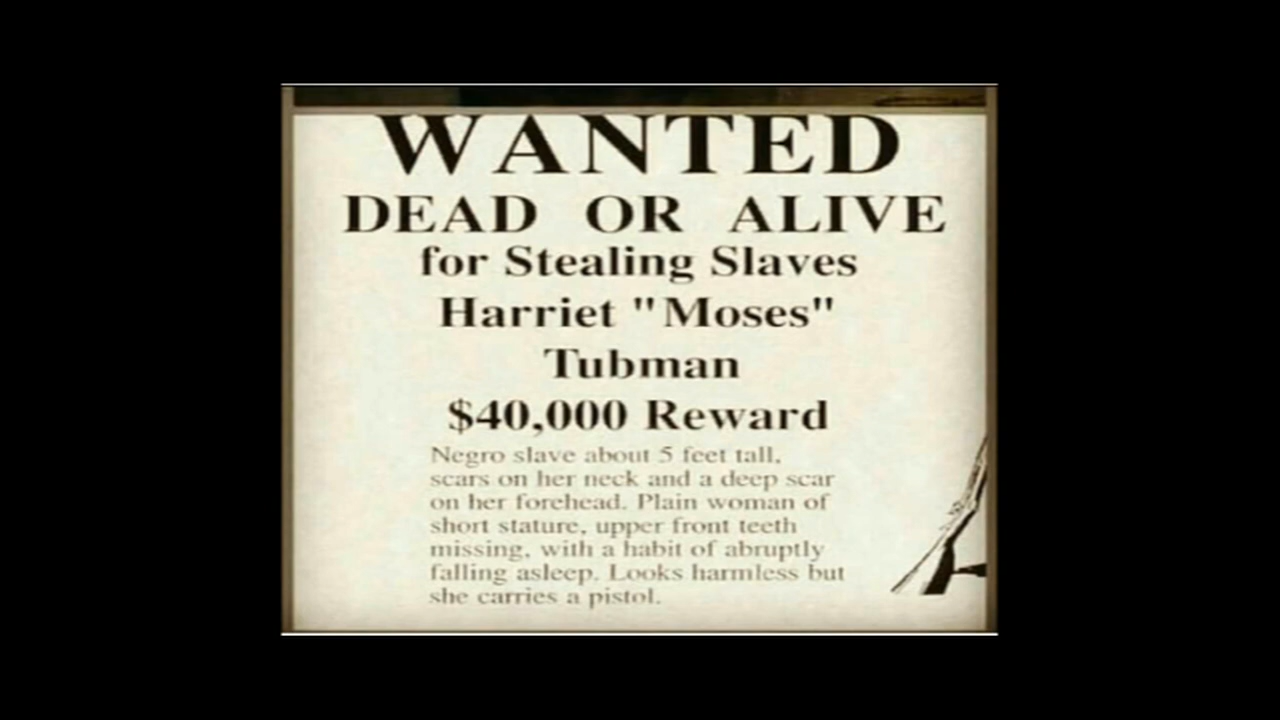 WANTED
DEAD OR ALIVE
for Stealing Slaves
Harriet "Moses"
Tubman
$40,000 Reward
Negro slave about 5 feet tall,
scars on her neck and a deep scar
on her forehead. Plain woman of
short stature, upper front teeth
missing, with a habit of abruptly
falling asleep. Looks harmless but
she carries a pistol.